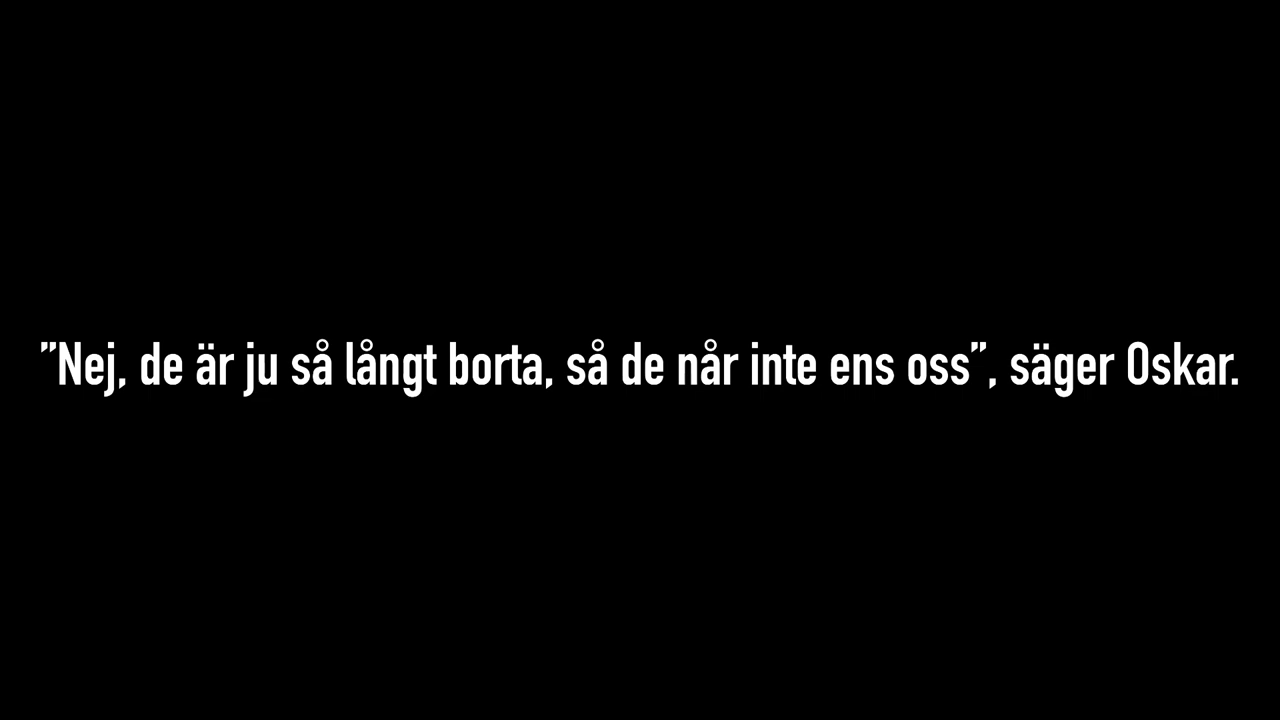 ”Nej, de är ju så långt borta, så de når inte ens oss”, säger Oskar.